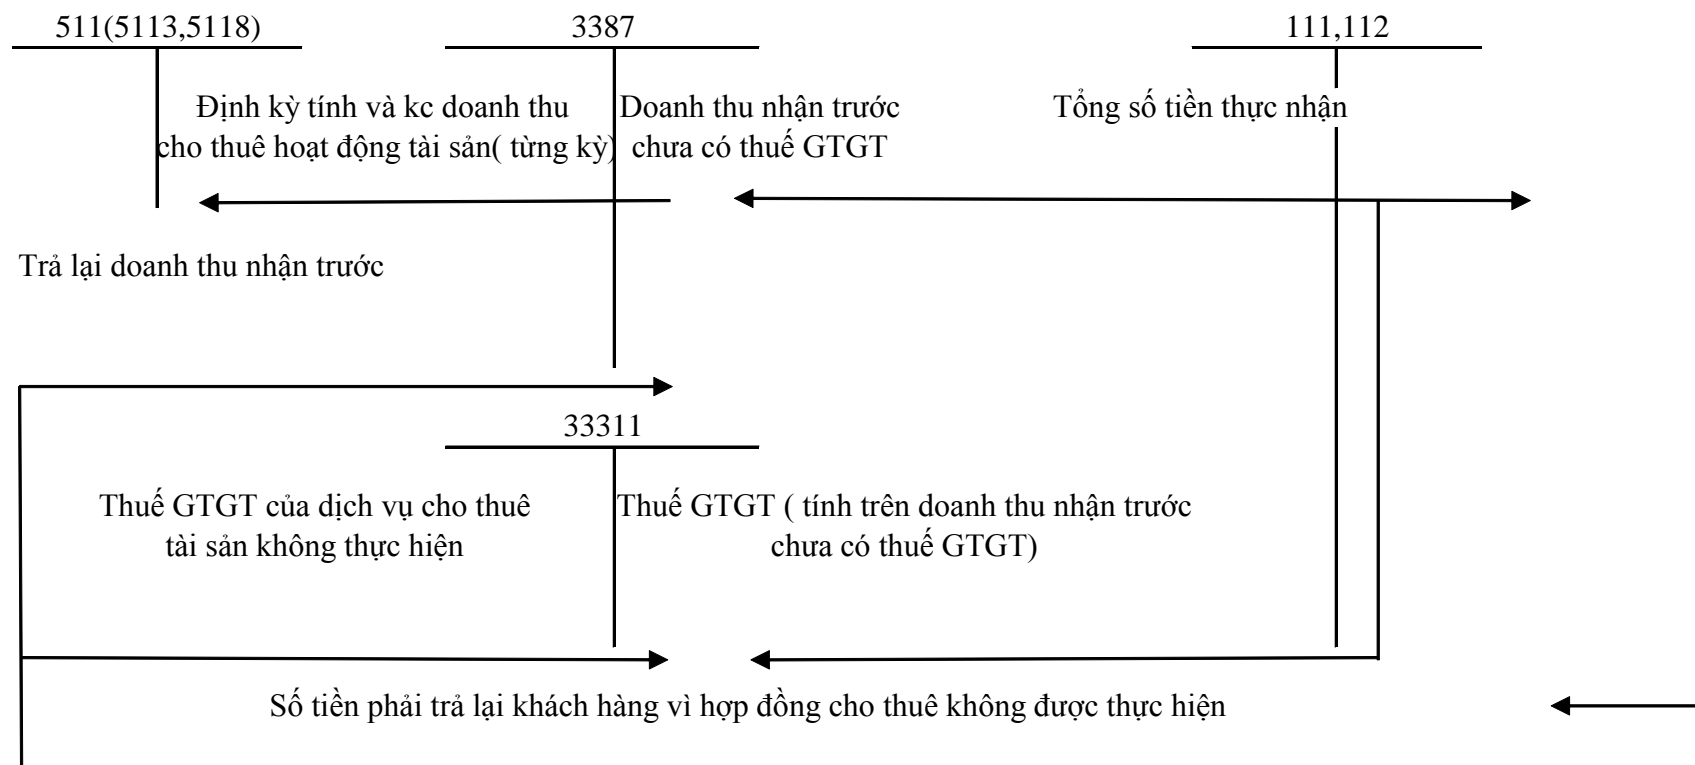 511(5113,5118)
3387
111,112
Định kỳ tính và kc doanh thu
cho thuê hoạt động tài sản( từng kỳ)
Doanh thu nhận trước
chưa có thuế GTGT
Tổng số tiền thực nhận
Trả lại doanh thu nhận trước
33311
Thuế GTGT của dịch vụ cho thuê
tài sản không thực hiện
Thuế GTGT ( tính trên doanh thu nhận trước
chưa có thuế GTGT)
Số tiền phải trả lại khách hàng vì hợp đồng cho thuê không được thực hiện